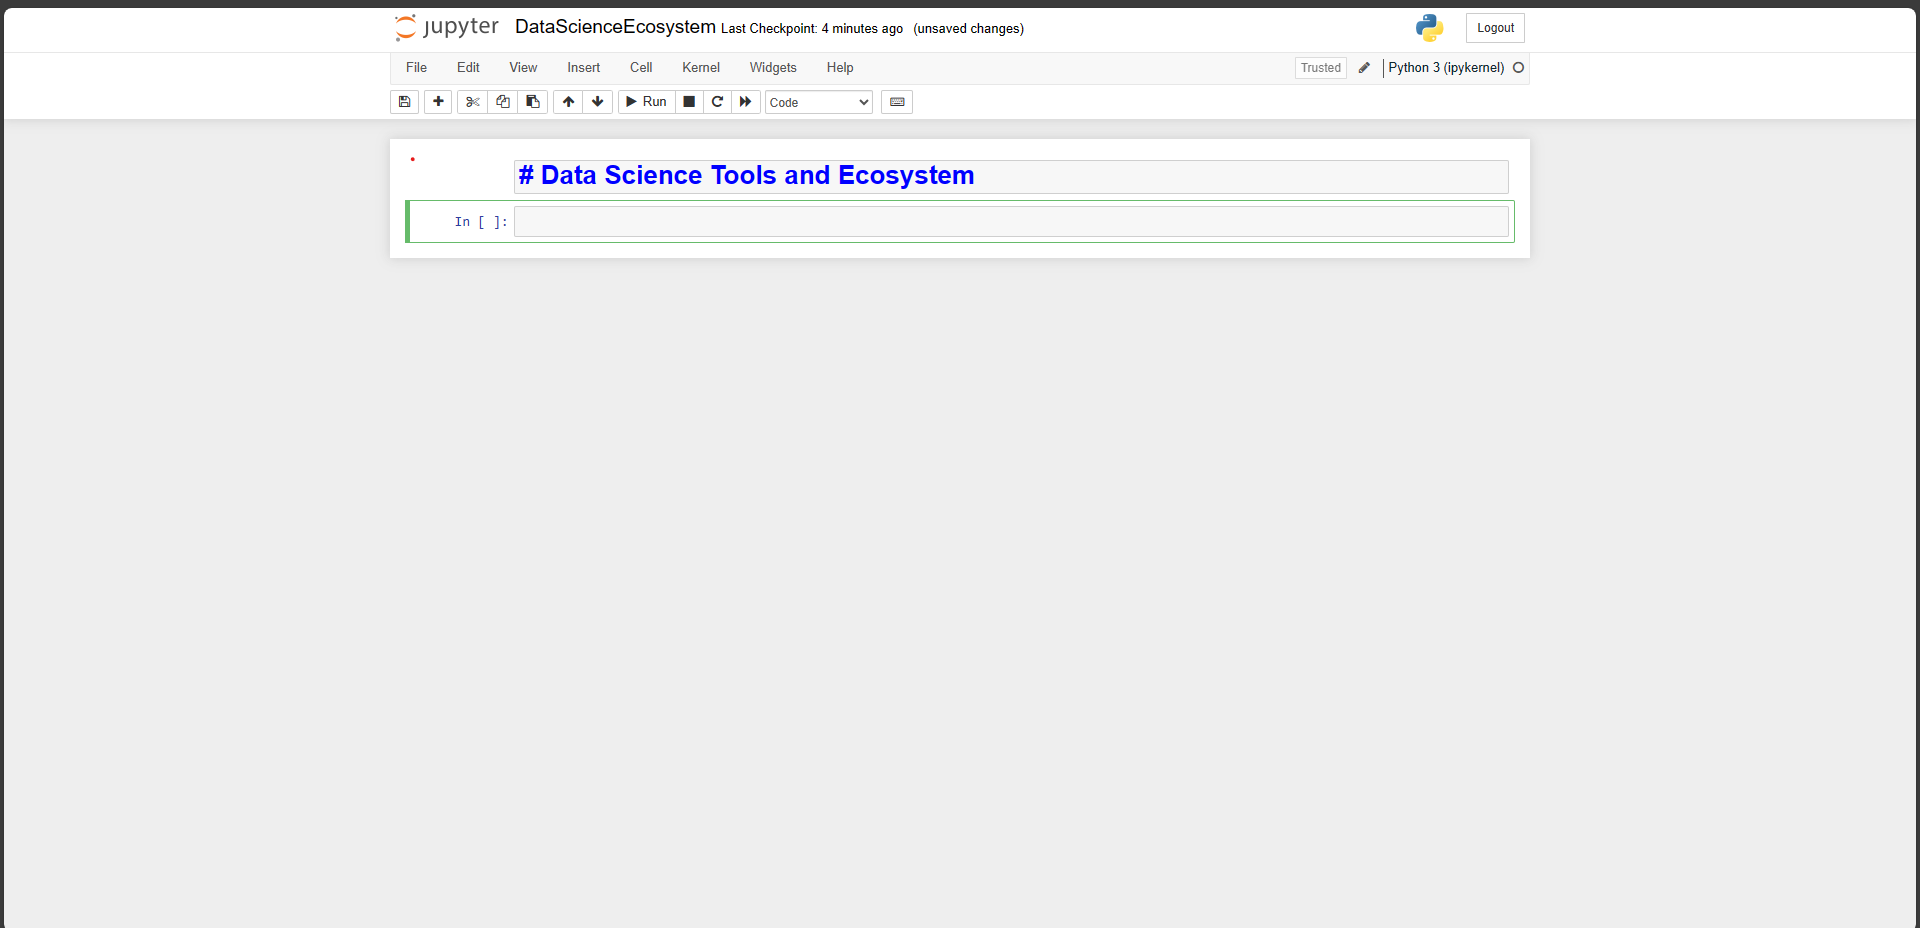 jupyter DataScienceEcosystem Last Checkpoint: 4 minutes ago (unsaved changes) Logout
File Edit View Insert Cell Kernel Widgets Help Trusted Python 3 (ipykernel)
Run Code
# Data Science Tools and Ecosystem
In [ ]: